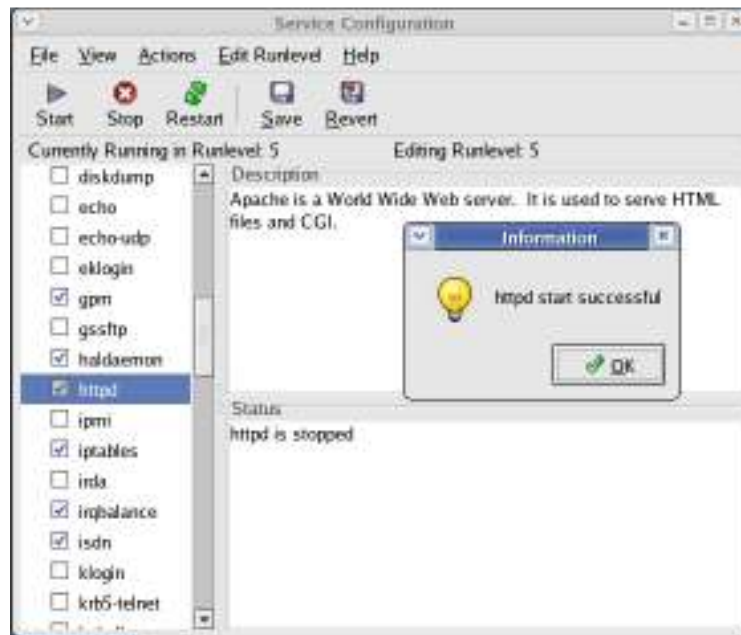 Service Configuration
File View Actions Edit Runlevel Help
Start Stop Restart Save Revert
Currently Running in Runlevel: 5 Editing Runlevel: 5
diskdump
echo
echo-udp
eklogin
gpm
gssftp
haldaemon
httpd
ipmi
iptables
irda
irqbalance
isdn
klogin
krb5-telnet
Description
Apache is a World Wide Web server. It is used to serve HTML
files and CGI.
Information
httpd start successful
OK
Status
httpd is stopped